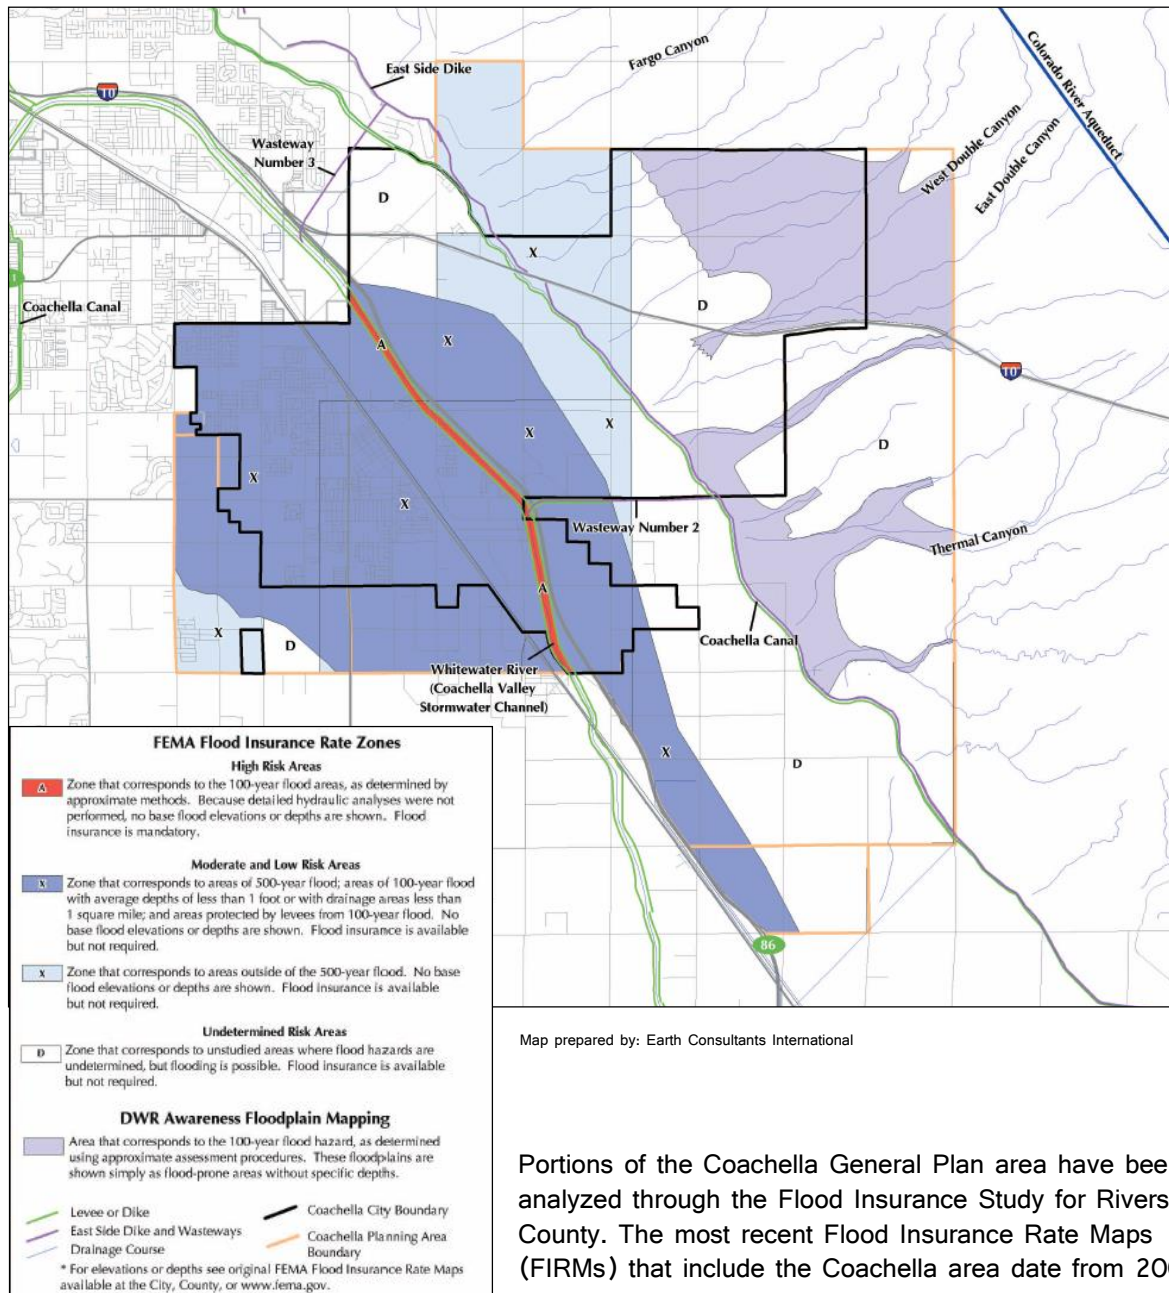 Fargo Canyon
Colorado River Aqueduct
East Side Dike
10
Wasteway
Number 3
West Double Canyon
East Double Canyon
D
X
1
Coachella Canal
D
A
X
10
X
X
D
X
X
Wasteway Number 2
Thermal Canyon
A
Coachella Canal
X
D
Whitewater River
(Coachella Valley
Stormwater Channel)
X
D
86
FEMA Flood Insurance Rate Zones
High Risk Areas
A Zone that corresponds to the 100-year flood areas, as determined by
approximate methods. Because detailed hydraulic analyses were not
performed, no base flood elevations or depths are shown. Flood
insurance is mandatory.
Moderate and Low Risk Areas
X Zone that corresponds to areas of 500-year flood; areas of 100-year flood
with average depths of less than 1 foot or with drainage areas less than
1 square mile; and areas protected by levees from 100-year flood. No
base flood elevations or depths are shown. Flood insurance is available
but not required.
X Zone that corresponds to areas outside of the 500-year flood. No base
flood elevations or depths are shown. Flood insurance is available
but not required.
Undetermined Risk Areas
D Zone that corresponds to unstudied areas where flood hazards are
undetermined, but flooding is possible. Flood insurance is available
but not required.
DWR Awareness Floodplain Mapping
Area that corresponds to the 100-year flood hazard, as determined
using approximate assessment procedures. These floodplains are
shown simply as flood-prone areas without specific depths.
Levee or Dike
East Side Dike and Wasteways
Drainage Course
Coachella City Boundary
Coachella Planning Area
Boundary
* For elevations or depths see original FEMA Flood Insurance Rate Maps
available at the City, County, or www.fema.gov.
Map prepared by: Earth Consultants International
Portions of the Coachella General Plan area have bee
analyzed through the Flood Insurance Study for Rivers
County. The most recent Flood Insurance Rate Maps
(FIRMs) that include the Coachella area date from 200